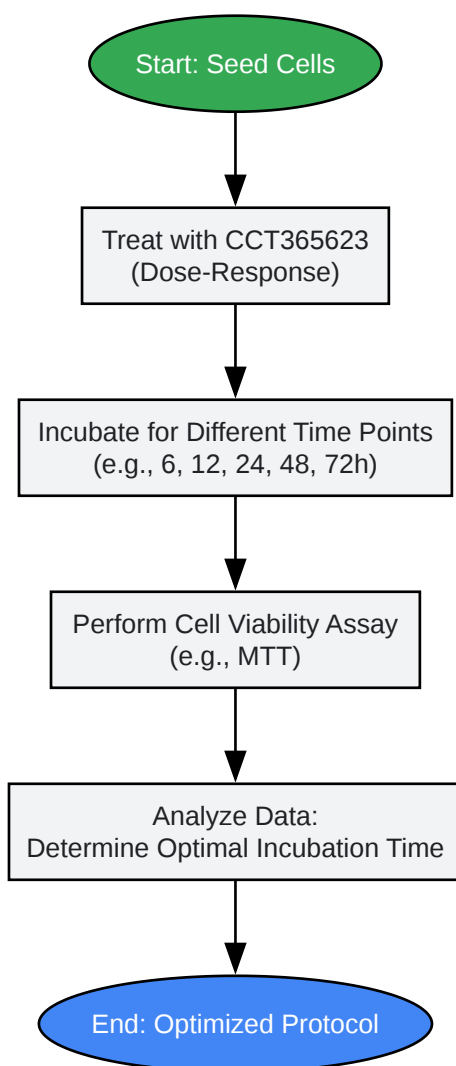 Start: Seed Cells
Treat with CCT365623
(Dose-Response)
Incubate for Different Time Points
(e.g., 6, 12, 24, 48, 72h)
Perform Cell Viability Assay
(e.g., MTT)
Analyze Data:
Determine Optimal Incubation Time
End: Optimized Protocol